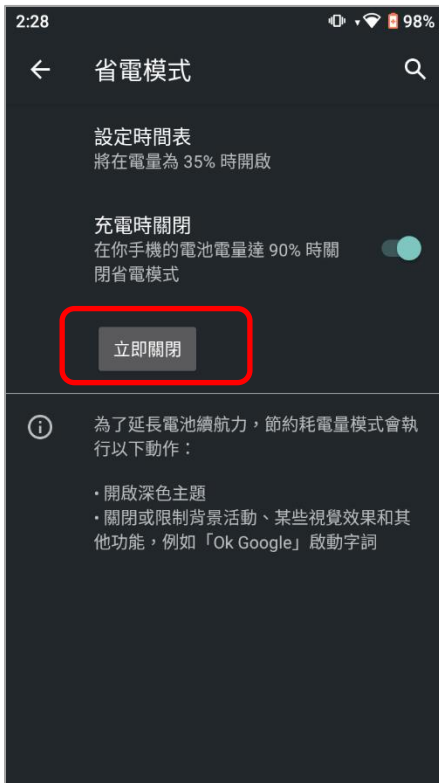 2:28 98%
省電模式
設定時間表
將在電量為 35% 時開啟
充電時關閉
在你手機的電池電量達 90% 時關
閉省電模式
立即關閉
為了延長電池續航力，節約耗電量模式會執
行以下動作：
• 開啟深色主題
• 關閉或限制背景活動、某些視覺效果和其
他功能，例如「Ok Google」啟動字詞